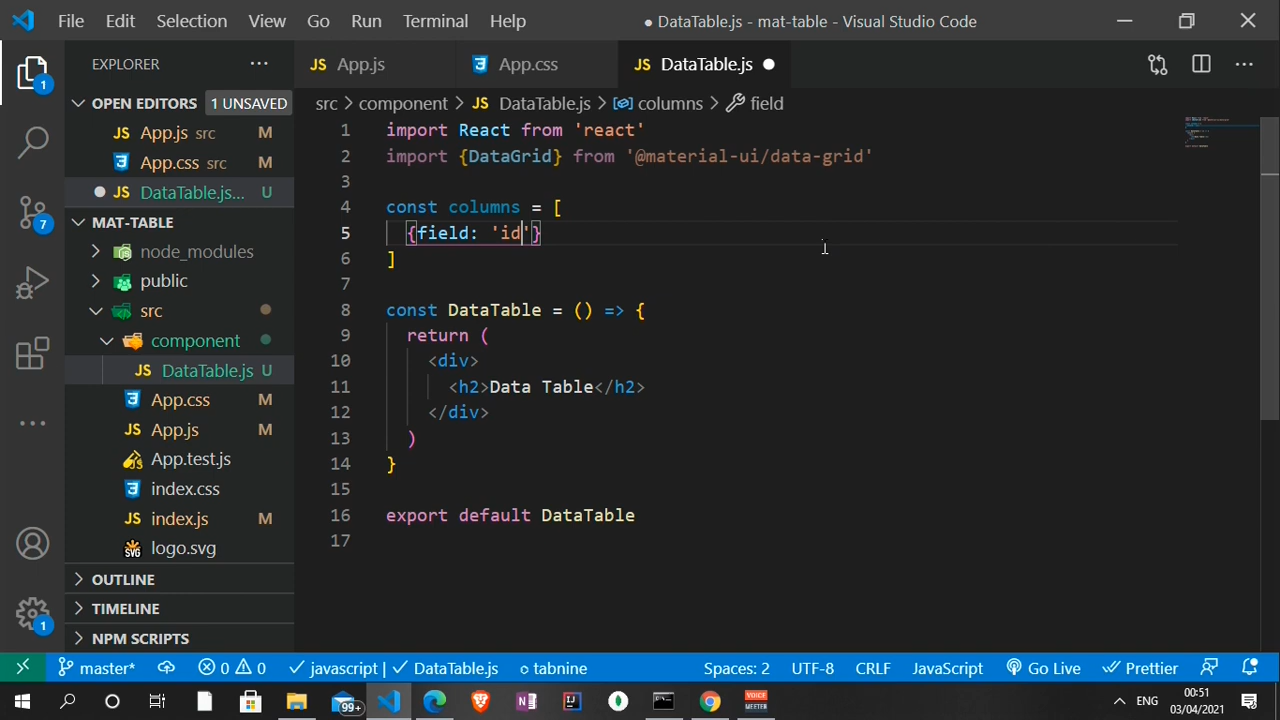 File Edit Selection View Go Run Terminal Help
● DataTable.js - mat-table - Visual Studio Code
EXPLORER ···
JS App.js
App.css
JS DataTable.js ●
1
OPEN EDITORS 1 UNSAVED
JS App.js src M
App.css src M
● JS DataTable.js... U
7
MAT-TABLE
node_modules
public
src
component
JS DataTable.js U
App.css M
JS App.js M
App.test.js
index.css
JS index.js M
SVG logo.svg
OUTLINE
TIMELINE
1
NPM SCRIPTS
src > component > JS DataTable.js > columns > field
1 import React from 'react'
2 import {DataGrid} from '@material-ui/data-grid'
3
4 const columns = [
5 {field: 'id'}
6 ]
7
8 const DataTable = () => {
9 return (
10 <div>
11 <h2>Data Table</h2>
12 </div>
13 )
14 }
15
16 export default DataTable
17
master* 0 0 javascript | DataTable.js tabnine Spaces: 2 UTF-8 CRLF JavaScript Go Live Prettier
99+ VOICE MEETER ENG 00:51
03/04/2021